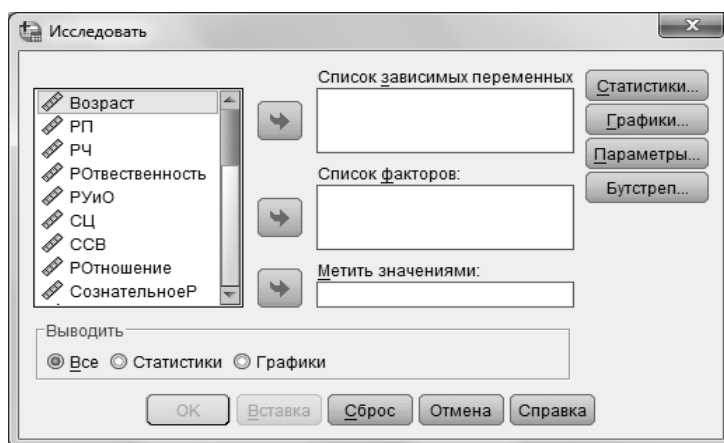 Исследовать
Список зависимых переменных
Возраст
РП
РЧ
РОтвественность
РУиО
СЦ
ССВ
РОтношение
СознательноеР
Список факторов:
Метить значениями:
Статистики...
Графики...
Параметры...
Бутстреп...
Выводить
Все Статистики Графики
ОК Вставка Сброс Отмена Справка